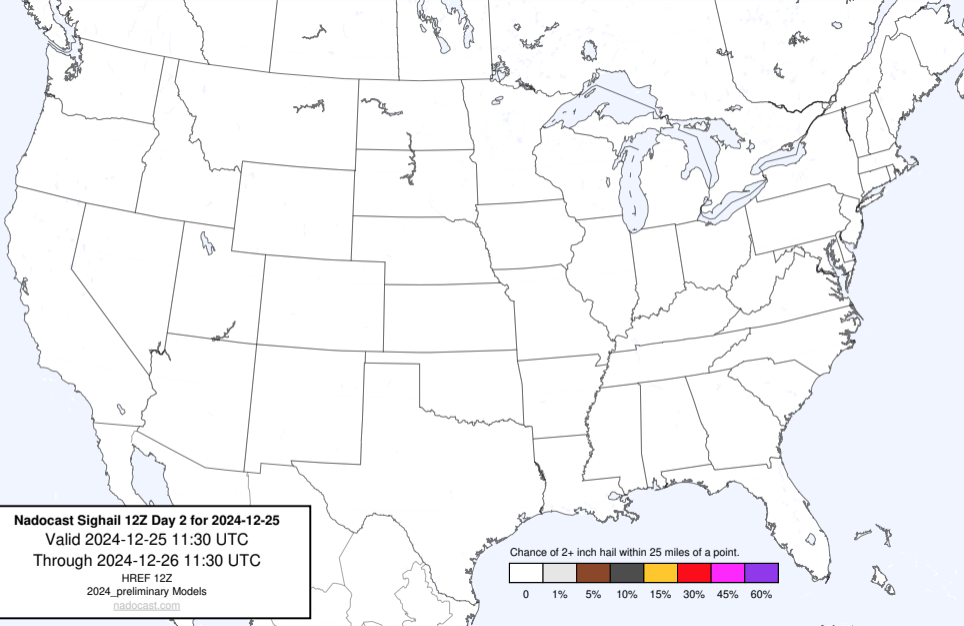 Nadocast Sighail 12Z Day 2 for 2024-12-25
Valid 2024-12-25 11:30 UTC
Through 2024-12-26 11:30 UTC
HREF 12Z
2024_preliminary Models
nadocast.com
Chance of 2+ inch hail within 25 miles of a point.
0 1% 5% 10% 15% 30% 45% 60%